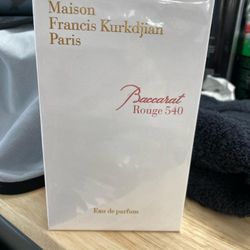 Maison
Francis Kurkdjian
Paris
Baccarat
Rouge 540
Eau de parfum